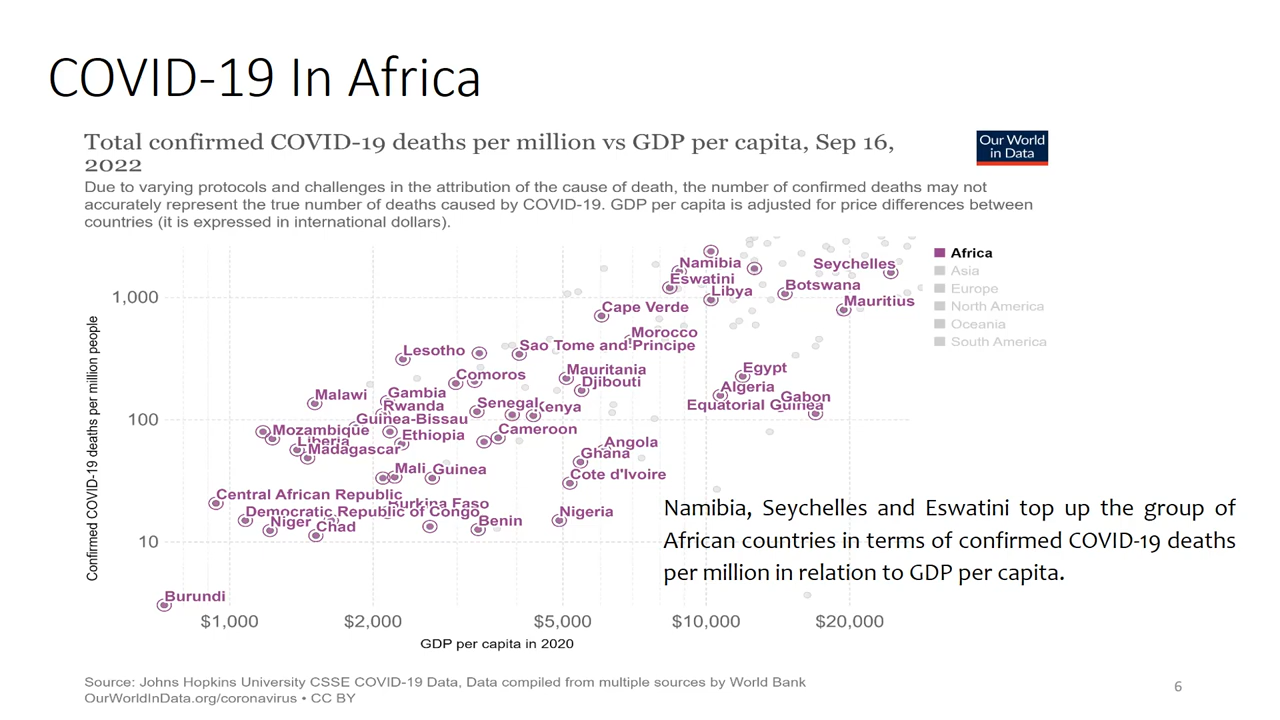 COVID-19 In Africa
Total confirmed COVID-19 deaths per million vs GDP per capita, Sep 16,
2022
Our World
in Data
Due to varying protocols and challenges in the attribution of the cause of death, the number of confirmed deaths may not
accurately represent the true number of deaths caused by COVID-19. GDP per capita is adjusted for price differences between
countries (it is expressed in international dollars).
Confirmed COVID-19 deaths per million people
1,000
100
10
Namibia
Seychelles
Eswatini
Botswana
Libya
Mauritius
Cape Verde
Morocco
Sao Tome and Principe
Lesotho
Mauritania
Egypt
Comoros
Djibouti
Algeria
Malawi
Gambia
Gabon
Rwanda
Senegal
Kenya
Equatorial Guinea
Guinea-Bissau
Mozambique
Cameroon
Ethiopia
Liberia
Angola
Madagascar
Ghana
Mali
Guinea
Cote d'Ivoire
Central African Republic
Burkina Faso
Democratic Republic of Congo
Nigeria
Niger
Chad
Benin
Burundi
Africa
Asia
Europe
North America
Oceania
South America
Namibia, Seychelles and Eswatini top up the group of
African countries in terms of confirmed COVID-19 deaths
per million in relation to GDP per capita.
$1,000
$2,000
$5,000
$10,000
$20,000
GDP per capita in 2020
Source: Johns Hopkins University CSSE COVID-19 Data, Data compiled from multiple sources by World Bank
OurWorldInData.org/coronavirus • CC BY
6